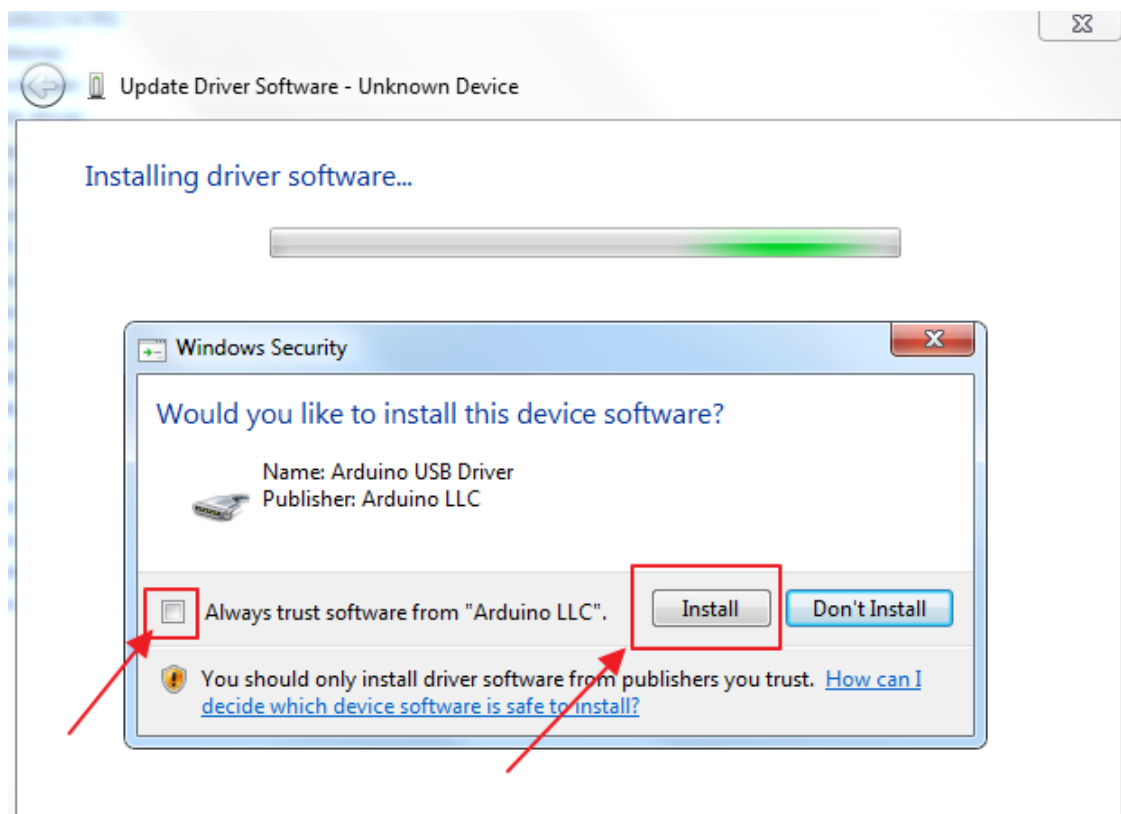 Update Driver Software - Unknown Device
Installing driver software...
Windows Security
Would you like to install this device software?
Name: Arduino USB Driver
Publisher: Arduino LLC
Always trust software from "Arduino LLC".
Install
Don't Install
You should only install driver software from publishers you trust. How can I
decide which device software is safe to install?